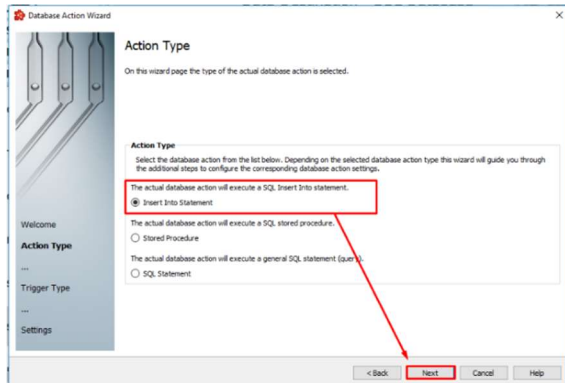 Database Action Wizard
Action Type
On this wizard page the type of the actual database action is selected.
Action Type
Select the database action from the list below. Depending on the selected database action type this wizard will guide you through
the additional steps to configure the corresponding database action settings.
The actual database action will execute a SQL Insert Into statement.
Insert Into Statement
The actual database action will execute a SQL stored procedure.
Stored Procedure
The actual database action will execute a general SQL statement (query).
SQL Statement
Welcome
Action Type
...
Trigger Type
...
Settings
< Back Next Cancel Help